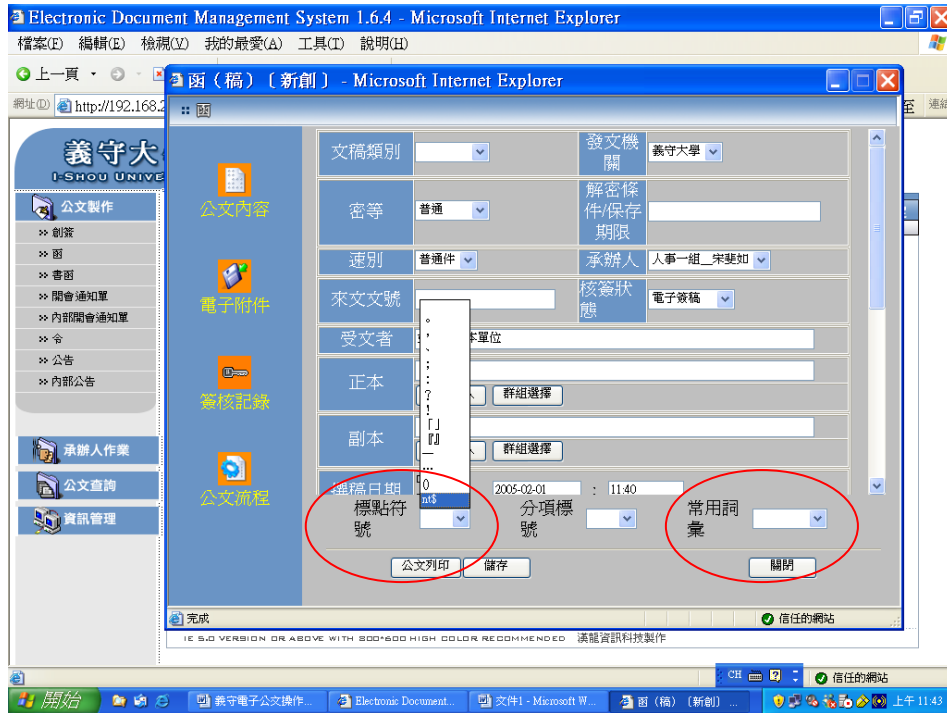 Electronic Document Management System 1.6.4 - Microsoft Internet Explorer
檔案(F) 編輯(E) 檢視(V) 我的最愛(A) 工具(T) 說明(H)
上一頁
網址(D) http://192.168.2
至 連結
函（稿）〔新創〕 - Microsoft Internet Explorer
:: 函
義守大
I-SHOU UNIVE
公文製作
>> 創簽
>> 函
>> 書函
>> 開會通知單
>> 內部開會通知單
>> 令
>> 公告
>> 內部公告
承辦人作業
公文查詢
資訊管理
公文內容
電子附件
簽核記錄
公文流程
文稿類別 發文機關 義守大學
密等 普通 解密條件/保存期限
速別 普通件 承辦人 人事一組__宋斐如
來文文號 核簽狀態 電子簽稿
受文者 本單位
正本
群組選擇
副本
群組選擇
擬稿日期 2005-02-01 : 11:40
。
，
、
；
：
？
！
「」
『』
—
...
()
nt$
標點符號 分項標號 常用詞彙
公文列印 儲存 關閉
完成 信任的網站
IE 5.0 VERSION OR ABOVE WITH 800*600 HIGH COLOR RECOMMENDED 漢龍資訊科技製作
CH
信任的網站
開始 義守電子公文操作... Electronic Document... 文件1 - Microsoft W... 函（稿）〔新創〕... 上午 11:43